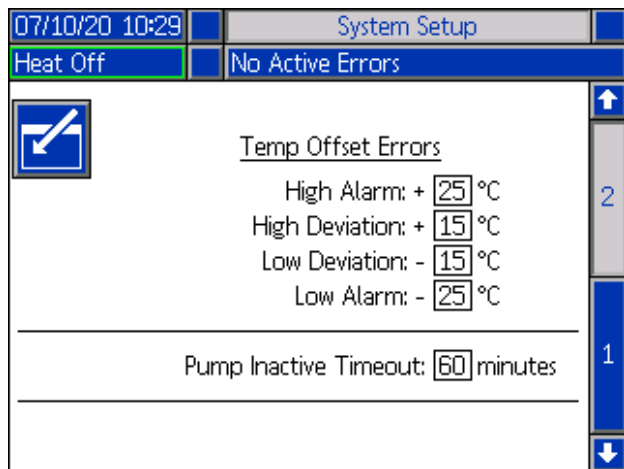 07/10/20 10:29 System Setup
Heat Off No Active Errors
Temp Offset Errors
High Alarm: + 25 °C
High Deviation: + 15 °C
Low Deviation: - 15 °C
Low Alarm: - 25 °C
2
Pump Inactive Timeout: 60 minutes
1